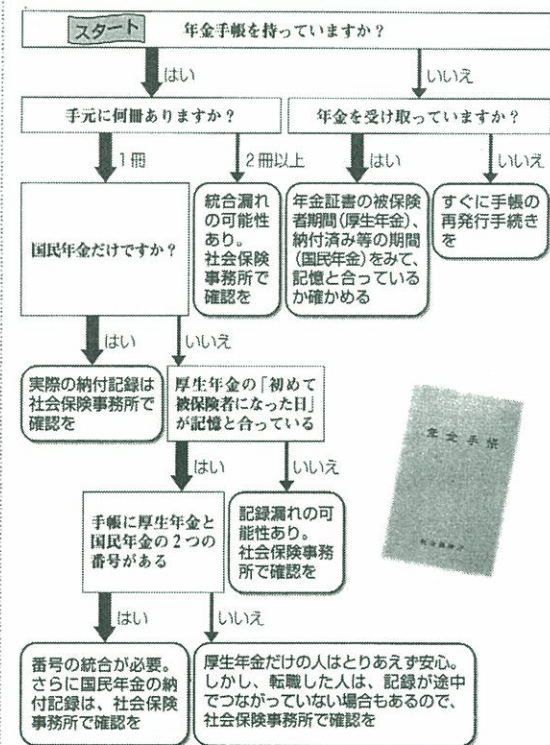 スタート
年金手帳を持っていますか？
はい
いいえ
手元に何冊ありますか？
年金を受け取っていますか？
1冊
2冊以上
はい
いいえ
国民年金だけですか？
統合漏れ
の可能性
あり。
社会保険
事務所で
確認を
年金証書の被保険
者期間(厚生年金)、
納付済み等の期間
(国民年金)をみて、
記憶と合っている
か確かめる
すぐに手帳の
再発行手続き
を
はい
いいえ
実際の納付記録は
社会保険事務所で
確認を
厚生年金の「初めて
被保険者になった日」
が記憶と合っている
はい
いいえ
手帳に厚生年金と
国民年金の２つの
番号がある
記録漏れの可
能性あり。
社会保険事務
所で確認を
年金手帳
はい
いいえ
番号の統合が必要。
さらに国民年金の納
付記録は、社会保険
事務所で確認を
厚生年金だけの人はとりあえず安心。
しかし、転職した人は、記録が途中
でつながっていない場合もあるので、
社会保険事務所で確認を